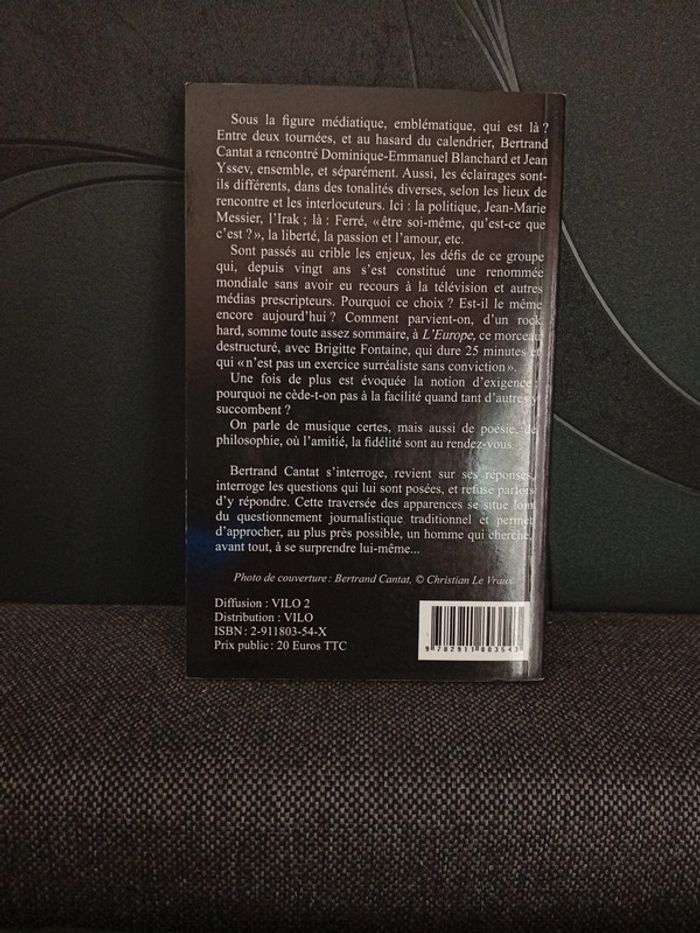 Sous la figure médiatique, emblématique, qui est là ?
Entre deux tournées, et au hasard du calendrier, Bertrand
Cantat a rencontré Dominique-Emmanuel Blanchard et Jean
Yssev, ensemble, et séparément. Aussi, les éclairages sont-
ils différents, dans des tonalités diverses, selon les lieux de
rencontre et les interlocuteurs. Ici : la politique, Jean-Marie
Messier, l'Irak ; là : Ferré, « être soi-même, qu'est-ce que
c'est ? », la liberté, la passion et l'amour, etc.
Sont passés au crible les enjeux, les défis de ce groupe
qui, depuis vingt ans s'est constitué une renommée
mondiale sans avoir eu recours à la télévision et autres
médias prescripteurs. Pourquoi ce choix ? Est-il le même
encore aujourd'hui ? Comment parvient-on, d'un rock
hard, somme toute assez sommaire, à L'Europe, ce morceau
destructuré, avec Brigitte Fontaine, qui dure 25 minutes et
qui « n'est pas un exercice surréaliste sans conviction ».
Une fois de plus est évoquée la notion d'exigence :
pourquoi ne cède-t-on pas à la facilité quand tant d'autres y
succombent ?
On parle de musique certes, mais aussi de poésie, de
philosophie, où l'amitié, la fidélité sont au rendez-vous.
Bertrand Cantat s'interroge, revient sur ses réponses,
interroge les questions qui lui sont posées, et refuse parfois
d'y répondre. Cette traversée des apparences se situe loin
du questionnement journalistique traditionnel et permet
d'approcher, au plus près possible, un homme qui cherche,
avant tout, à se surprendre lui-même...
Photo de couverture : Bertrand Cantat, © Christian Le
Diffusion : VILO 2
Distribution : VILO
ISBN : 2-911803-54-X
Prix public : 20 Euros TTC
9 782911 803543